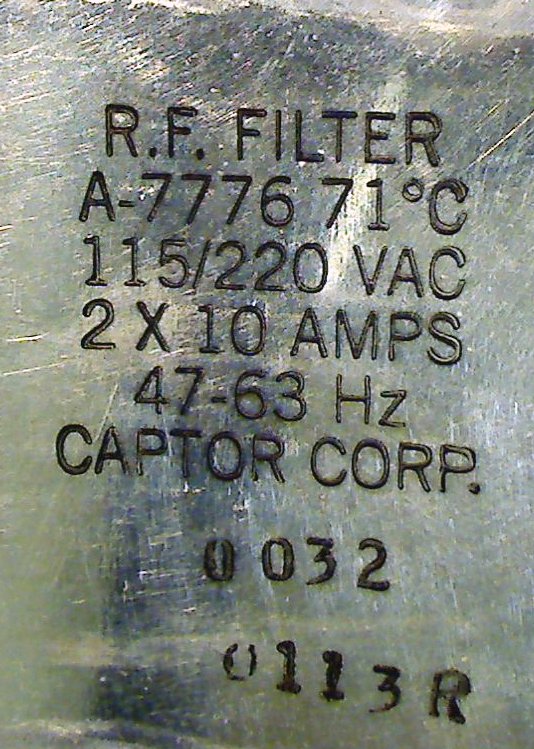 R.F. FILTER
A-7776 71°C
115/220 VAC
2 X 10 AMPS
47-63 Hz
CAPTOR CORP.
0032
0113R